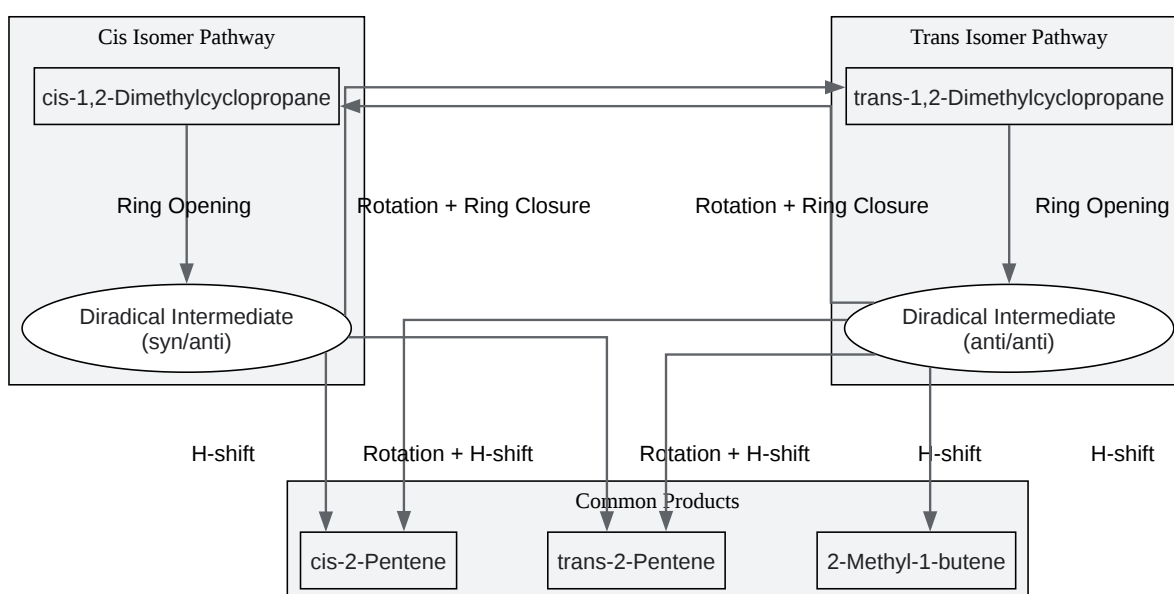 Cis Isomer Pathway
Trans Isomer Pathway
cis-1,2-Dimethylcyclopropane
trans-1,2-Dimethylcyclopropane
Ring Opening
Rotation + Ring Closure
Rotation + Ring Closure
Ring Opening
Diradical Intermediate
(syn/anti)
Diradical Intermediate
(anti/anti)
H-shift
Rotation + H-shift
Rotation + H-shift
H-shift
H-shift
Common Products
cis-2-Pentene
trans-2-Pentene
2-Methyl-1-butene